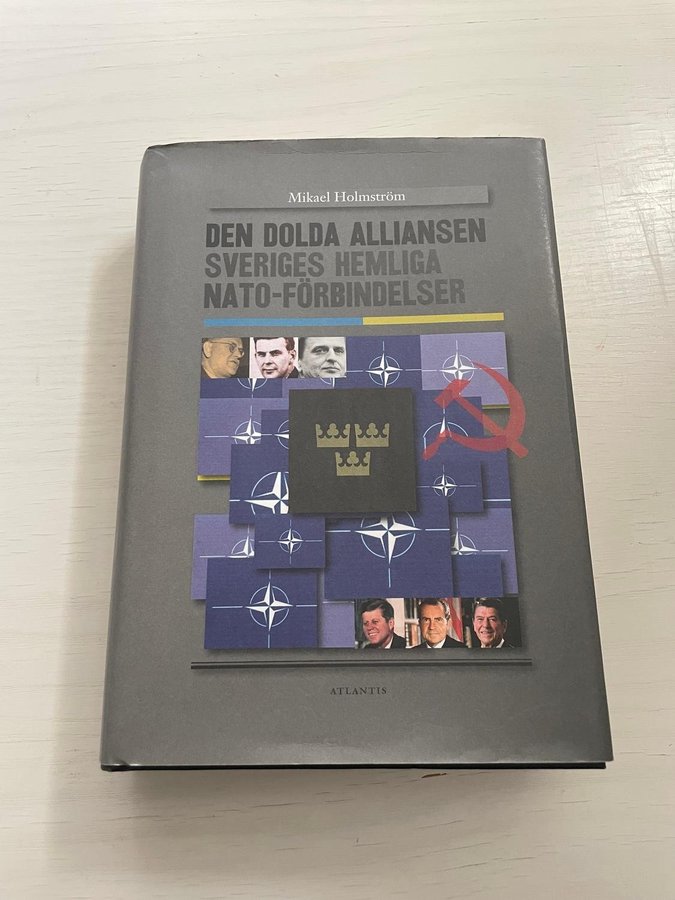 Mikael Holmström
DEN DOLDA ALLIANSEN
SVERIGES HEMLIGA
NATO-FÖRBINDELSER
ATLANTIS